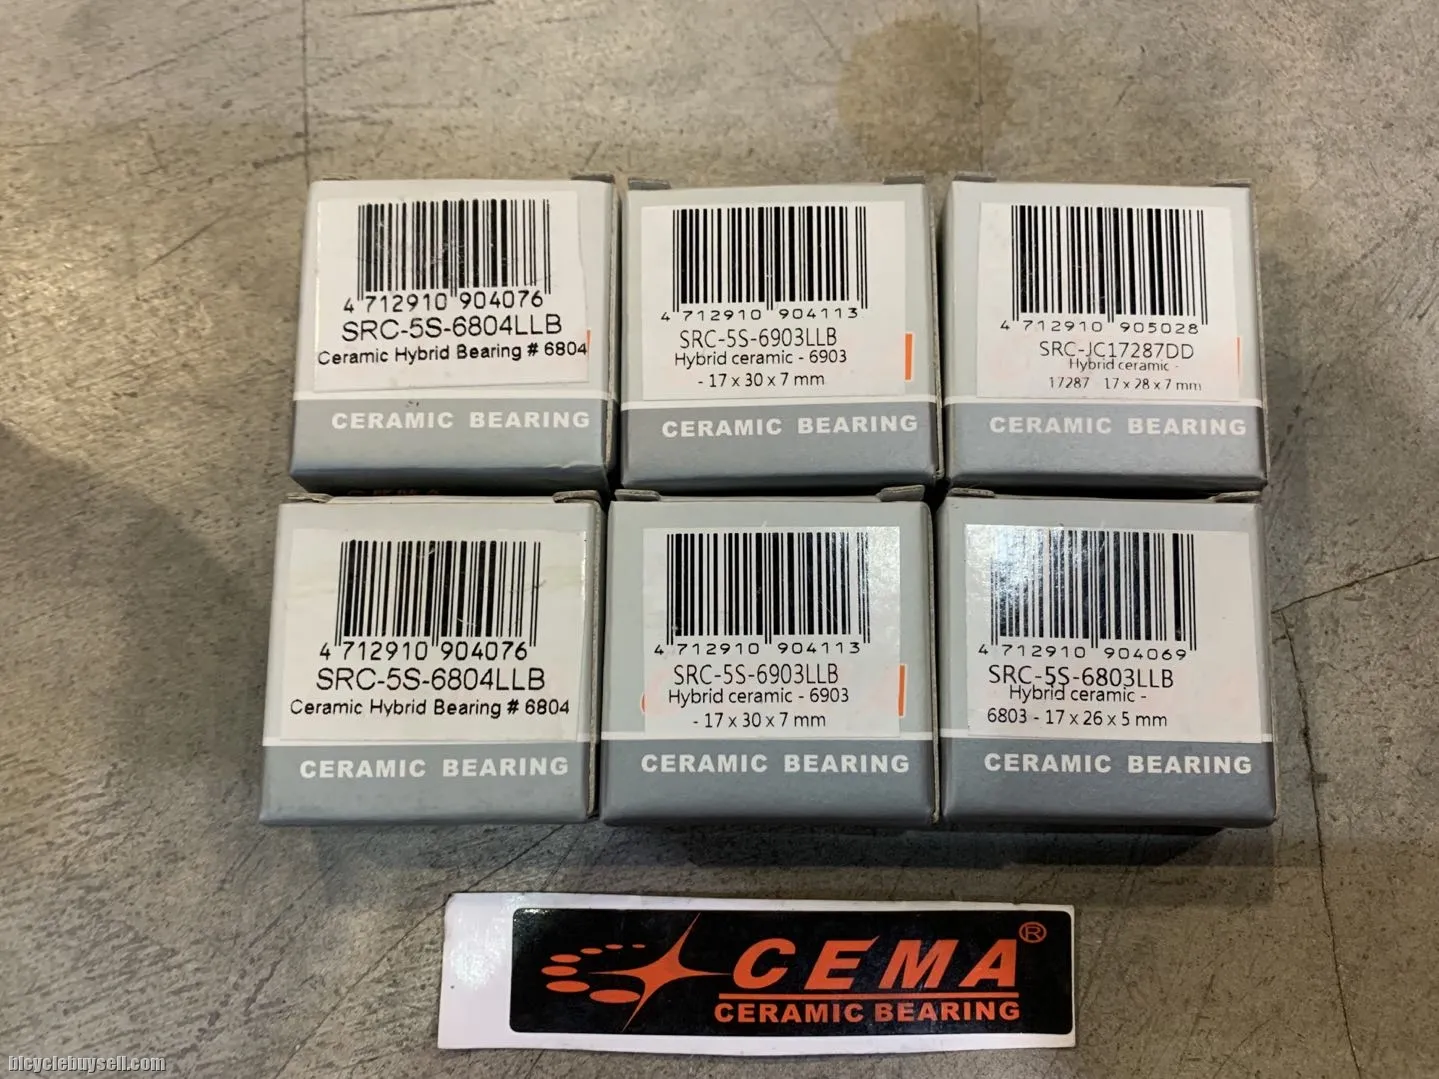 4 712910 904076
SRC-5S-6804LLB
Ceramic Hybrid Bearing # 6804
CERAMIC BEARING
4 712910 904113
SRC-5S-6903LLB
Hybrid ceramic - 6903
- 17 x 30 x 7 mm
CERAMIC BEARING
4 712910 905028
SRC-JC17287DD
Hybrid ceramic -
17287 17 x 28 x 7 mm
CERAMIC BEARING
4 712910 904076
SRC-5S-6804LLB
Ceramic Hybrid Bearing # 6804
CERAMIC BEARING
4 712910 904113
SRC-5S-6903LLB
Hybrid ceramic - 6903
- 17 x 30 x 7 mm
CERAMIC BEARING
4 712910 904069
SRC-5S-6803LLB
Hybrid ceramic -
6803 - 17 x 26 x 5 mm
CERAMIC BEARING
CEMA®
CERAMIC BEARING
bicyclebuysell.com